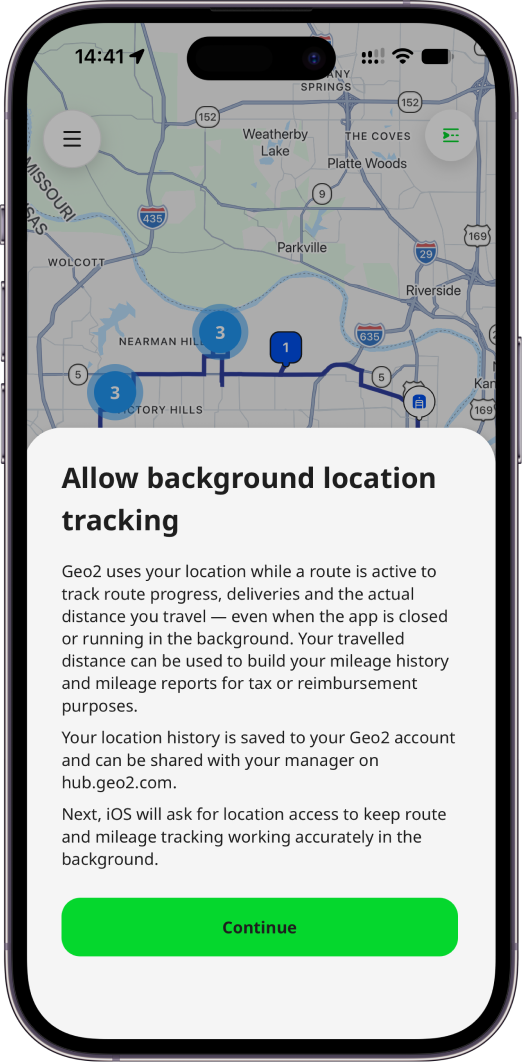 14:41
ANY
SPRINGS
152
152
Weatherby
Lake
THE COVES
Platte Woods
MISSOURI
SAS
9
435
169
Parkville
29
WOLCOTT
Riverside
3
635
NEARMAN HILL
1
5
5
Kan
3
ACTORY HILLS
169
Allow background location
tracking
Geo2 uses your location while a route is active to
track route progress, deliveries and the actual
distance you travel — even when the app is closed
or running in the background. Your travelled
distance can be used to build your mileage history
and mileage reports for tax or reimbursement
purposes.
Your location history is saved to your Geo2 account
and can be shared with your manager on
hub.geo2.com.
Next, iOS will ask for location access to keep route
and mileage tracking working accurately in the
background.
Continue